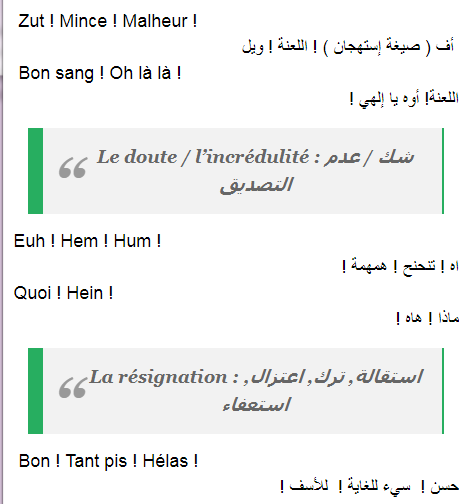 Zut ! Mince ! Malheur !
أف ( صيغة إستهجان ) ! اللعنة ! ويل
Bon sang ! Oh là là !
اللعنة! أوه يا إلهي !
“ Le doute / l’incrédulité : شك / عدم
التصديق
Euh ! Hem ! Hum !
اه ! تنحنح ! همهمة !
Quoi ! Hein !
ماذا ! هاه !
“ La résignation : استقالة, ترك, اعتزال,
استعفاء
Bon ! Tant pis ! Hélas !
حسن ! سيء للغاية ! للأسف !